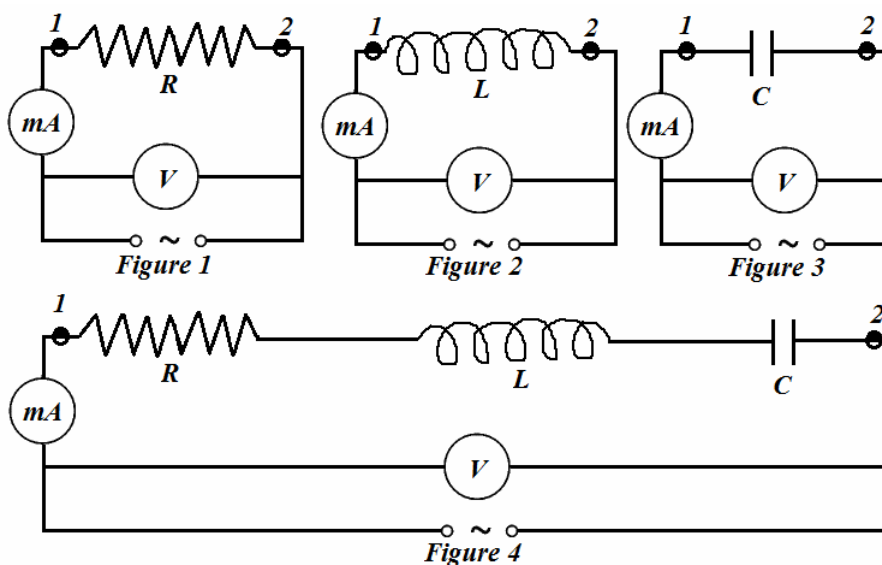 1 2 1 2 1 2
R L C
mA mA mA
V V V
~ ~ ~
Figure 1 Figure 2 Figure 3
1 2
R L C
mA
V
~
Figure 4